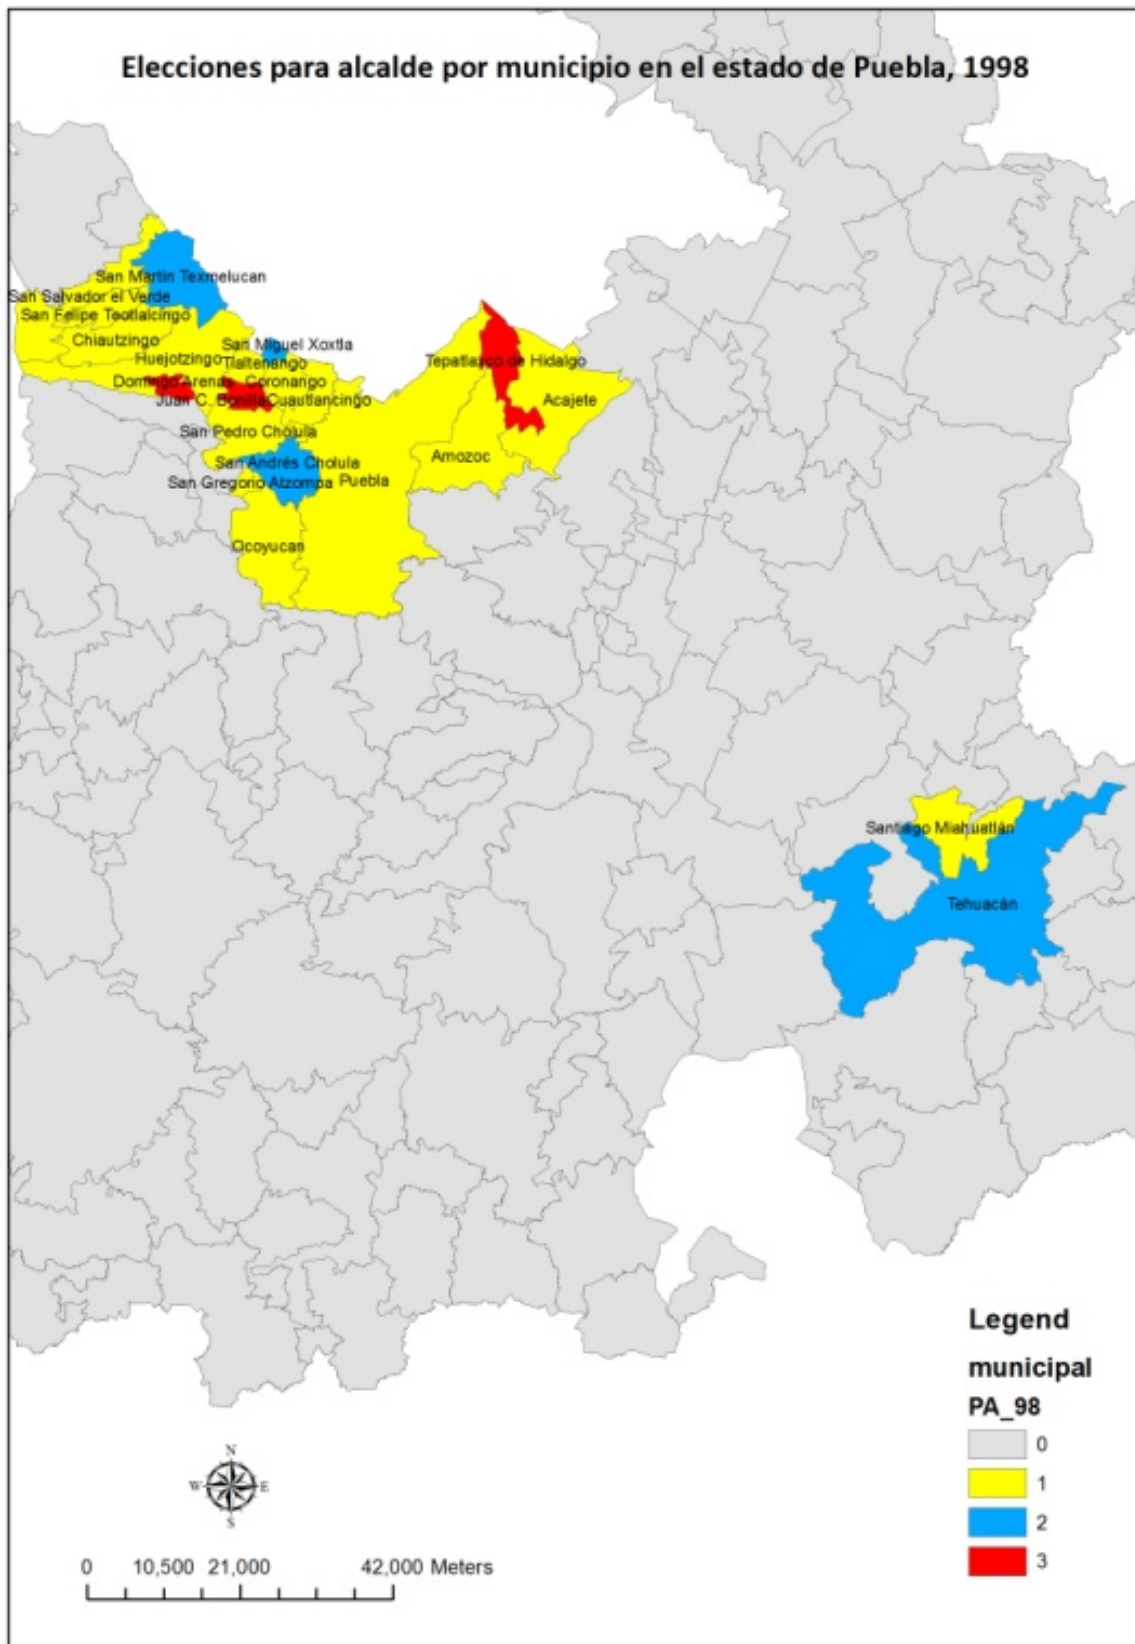 Elecciones para alcalde por municipio en el estado de Puebla, 1998
San Martin Texmelucan
San Salvador el Verde
San Felipe Teotlalcingo
Chiautzingo
San Miguel Xoxtla
Huejotzingo
Tlaltenango
Tepatlaxco de Hidalgo
Domingo Arenas
Coronango
Juan C. Bonilla
Cuautlancingo
Acajete
San Pedro Cholula
Amozoc
San Andrés Cholula
San Gregorio Atzompa
Puebla
Ocoyucan
Santiago Miahuatlán
Tehuacán
Legend
municipal
PA_98
0
1
2
3
N
W
E
S
0 10,500 21,000 42,000 Meters